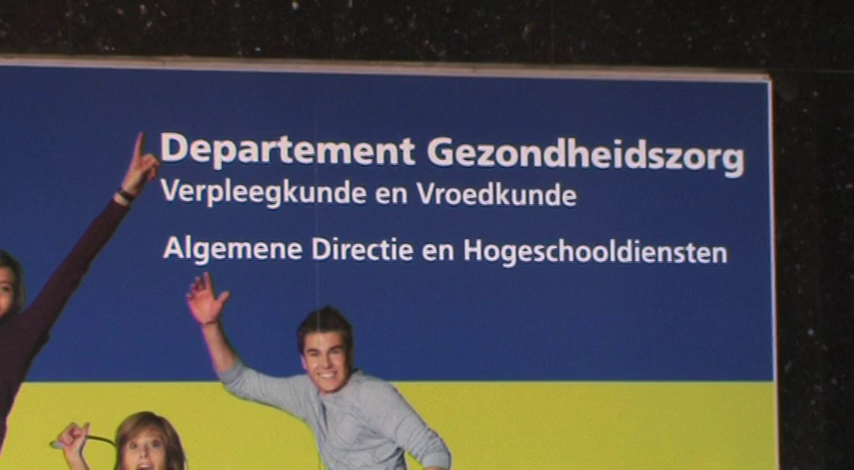 Departement Gezondheidszorg
Verpleegkunde en Vroedkunde
Algemene Directie en Hogeschooldiensten